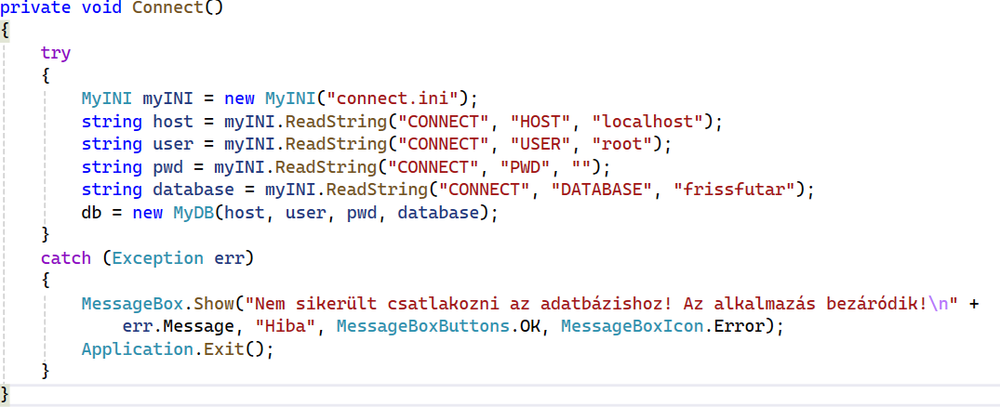 private void Connect()
{
    try
    {
        MyINI myINI = new MyINI("connect.ini");
        string host = myINI.ReadString("CONNECT", "HOST", "localhost");
        string user = myINI.ReadString("CONNECT", "USER", "root");
        string pwd = myINI.ReadString("CONNECT", "PWD", "");
        string database = myINI.ReadString("CONNECT", "DATABASE", "frissfutar");
        db = new MyDB(host, user, pwd, database);
    }
    catch (Exception err)
    {
        MessageBox.Show("Nem sikerült csatlakozni az adatbázishoz! Az alkalmazás bezáródik!\n" +
            err.Message, "Hiba", MessageBoxButtons.OK, MessageBoxIcon.Error);
        Application.Exit();
    }
}